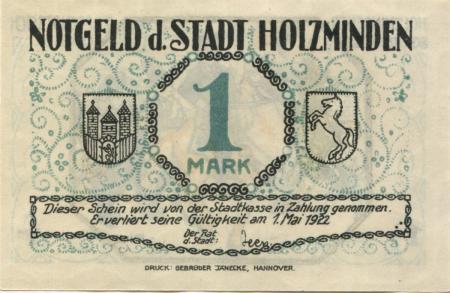 NOTGELD d. STADT HOLZMINDEN
1
MARK
Dieser Schein wird von der Stadtkasse in Zahlung genommen.
Er verliert seine Gültigkeit am 1. Mai 1922
Der Rat
d. Stadt:
DRUCK: GEBRÜDER JÄNECKE, HANNOVER.